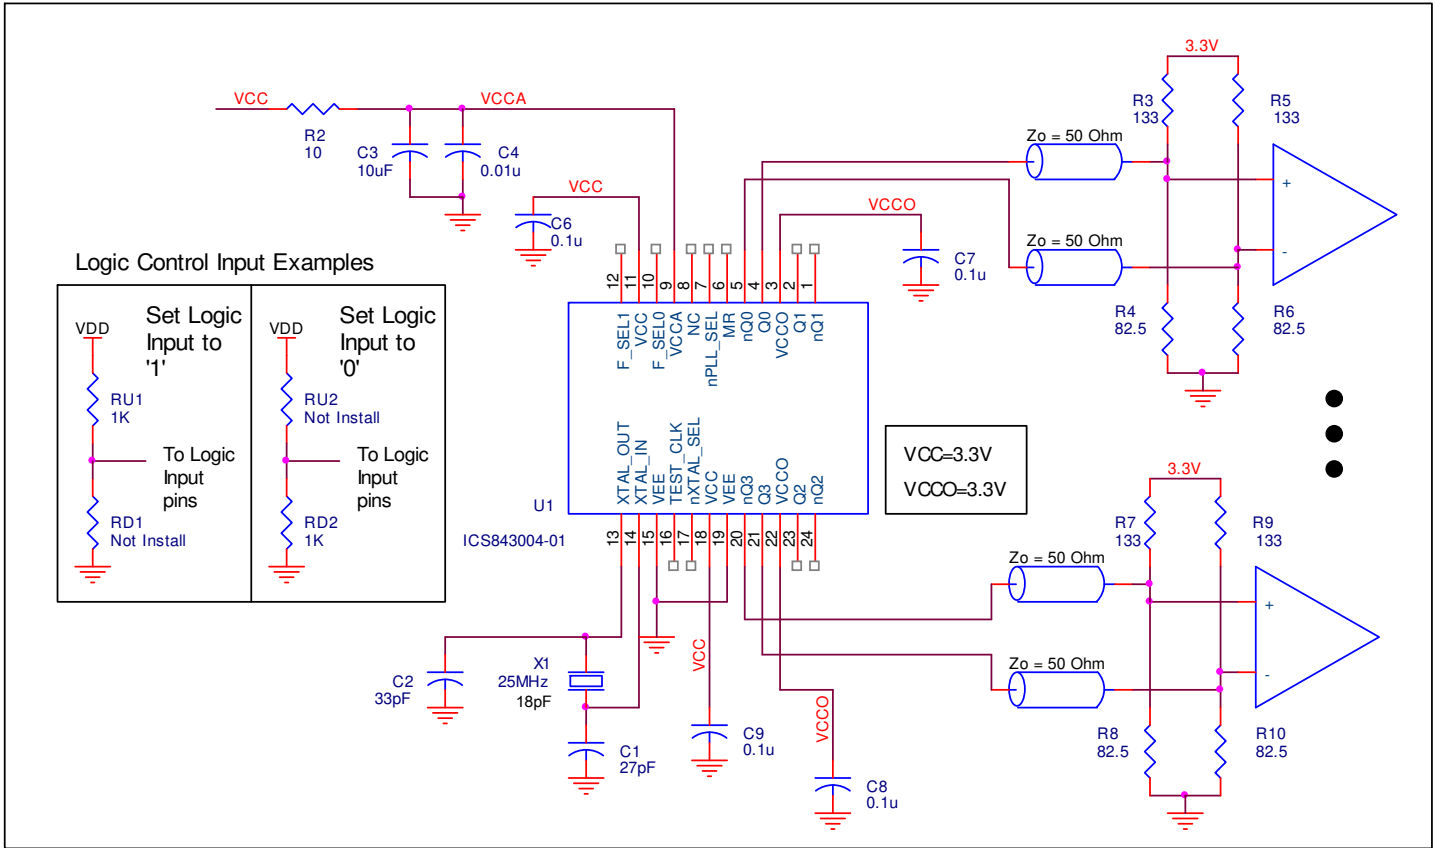 3.3V
R3
133
R5
133
VCC
VCCA
R2
10
C3
10uF
C4
0.01u
Zo = 50 Ohm
+
-
VCC
C6
0.1u
VCCO
C7
0.1u
Zo = 50 Ohm
R4
82.5
R6
82.5
Logic Control Input Examples
VDD
Set Logic
Input to
'1'
RU1
1K
To Logic
Input
pins
RD1
Not Install
VDD
Set Logic
Input to
'0'
RU2
Not Install
To Logic
Input
pins
RD2
1K
12
11
10
9
8
7
6
5
4
3
2
1
F_SEL1
VCC
F_SEL0
VCCA
NC
nPLL_SEL
MR
nQ0
Q0
VCCO
Q1
nQ1
XTAL_OUT
XTAL_IN
VEE
TEST_CLK
nXTAL_SEL
VCC
VEE
nQ3
Q3
VCCO
Q2
nQ2
U1
ICS843004-01
13
14
15
16
17
18
19
20
21
22
23
24
VCC=3.3V
VCCO=3.3V
3.3V
R7
133
R9
133
Zo = 50 Ohm
+
-
Zo = 50 Ohm
R8
82.5
R10
82.5
C2
33pF
X1
25MHz
18pF
C1
27pF
VCC
C9
0.1u
VCCO
C8
0.1u